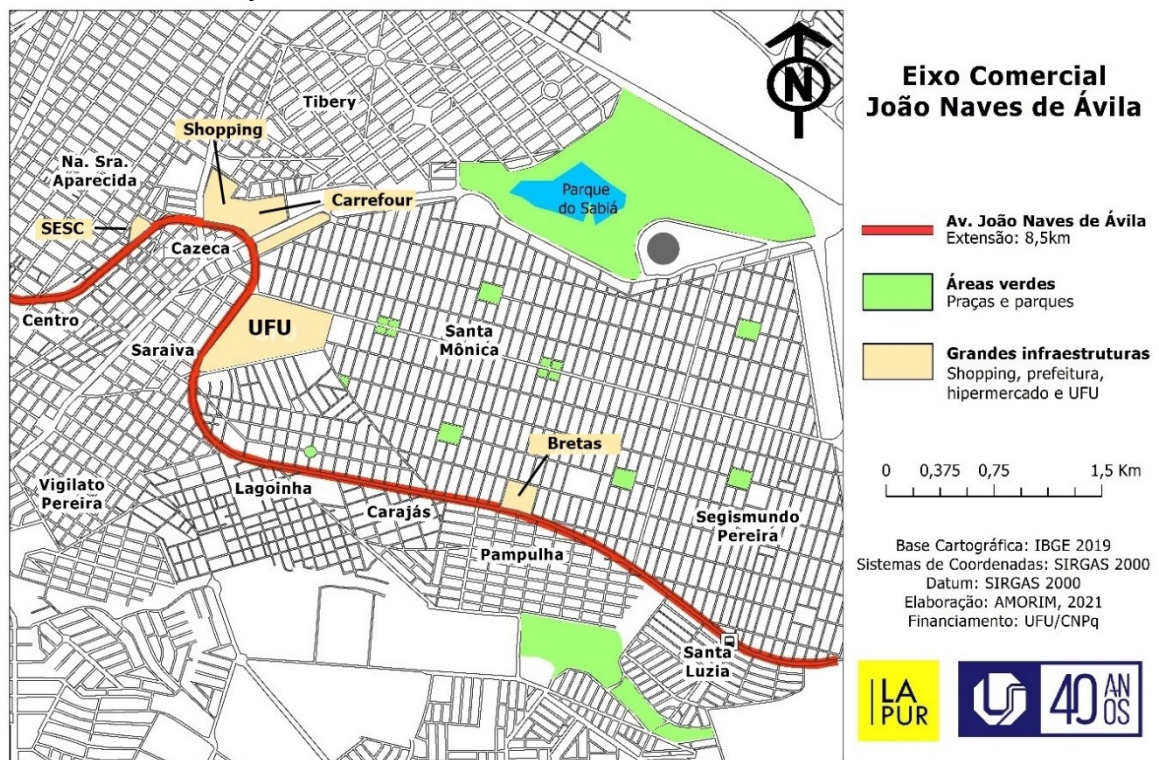 Tibery
Shopping
Na. Sra.
Aparecida
Carrefour
SESC
Cazeca
Parque
do Sabiá
Centro
UFU
Saraiva
Santa
Mônica
Bretas
Vigilato
Pereira
Lagoinha
Carajás
Segismundo
Pereira
Pampulha
Santa
Luzia
N
Eixo Comercial
João Naves de Ávila
Av. João Naves de Ávila
Extensão: 8,5km
Áreas verdes
Praças e parques
Grandes infraestruturas
Shopping, prefeitura,
hipermercado e UFU
0 0,375 0,75 1,5 Km
Base Cartográfica: IBGE 2019
Sistemas de Coordenadas: SIRGAS 2000
Datum: SIRGAS 2000
Elaboração: AMORIM, 2021
Financiamento: UFU/CNPq
LA
PUR
40 AN
OS